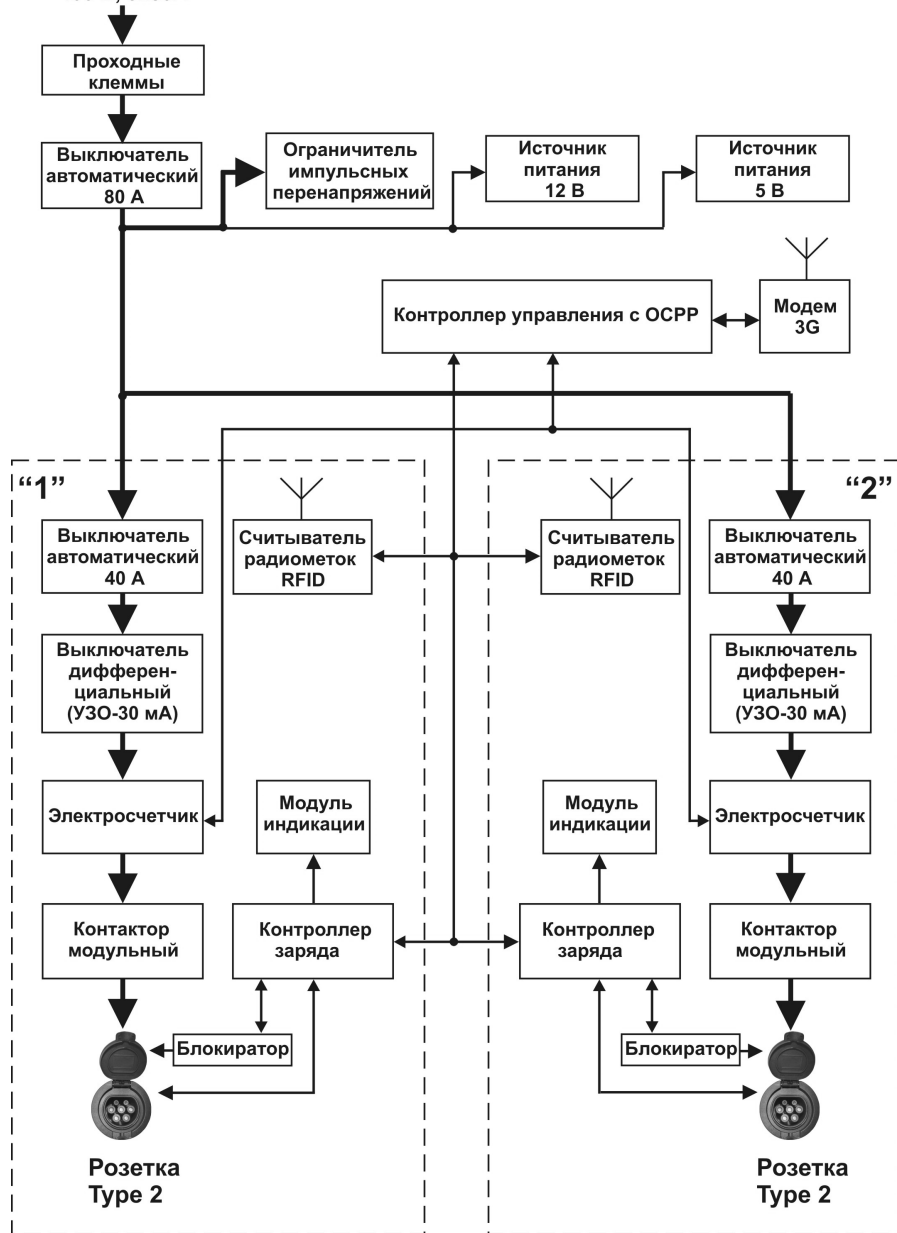 Проходные
клеммы
Выключатель
автоматический
80 А
Ограничитель
импульсных
перенапряжений
Источник
питания
12 В
Источник
питания
5 В
Контроллер управления с OCPP
Модем
3G
“1”
“2”
Выключатель
автоматический
40 А
Считыватель
радиометок
RFID
Считыватель
радиометок
RFID
Выключатель
автоматический
40 А
Выключатель
дифферен-
циальный
(УЗО-30 мА)
Выключатель
дифферен-
циальный
(УЗО-30 мА)
Электросчетчик
Модуль
индикации
Модуль
индикации
Электросчетчик
Контактор
модульный
Контроллер
заряда
Контроллер
заряда
Контактор
модульный
Блокиратор
Блокиратор
Розетка
Type 2
Розетка
Type 2